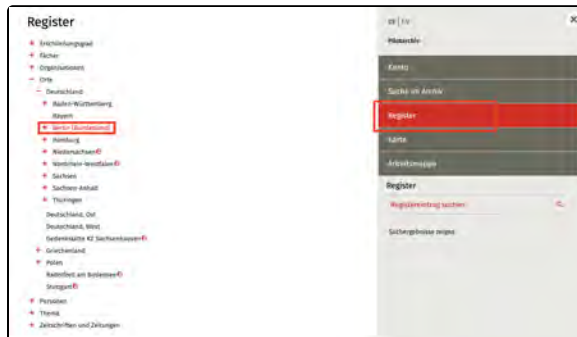 Register
Erschließungsgrad
Fächer
Organisationen
Orte
Deutschland
Baden-Württemberg
Bayern
Berlin (Bundesland)
Hamburg
Niedersachsen
Nordrhein-Westfalen
Sachsen
Sachsen-Anhalt
Thüringen
Deutschland, Ost
Deutschland, West
Gedenkstätte KZ Sachsenhausen
Griechenland
Polen
Radolfzell am Bodensee
Stuttgart
Personen
Thema
Zeitschriften und Zeitungen
DE | EN
Pilotarchiv
Konto
Suche im Archiv
Register
Karte
Arbeitsmappe
Register
Registereintrag suchen
Suchergebnisse zeigen